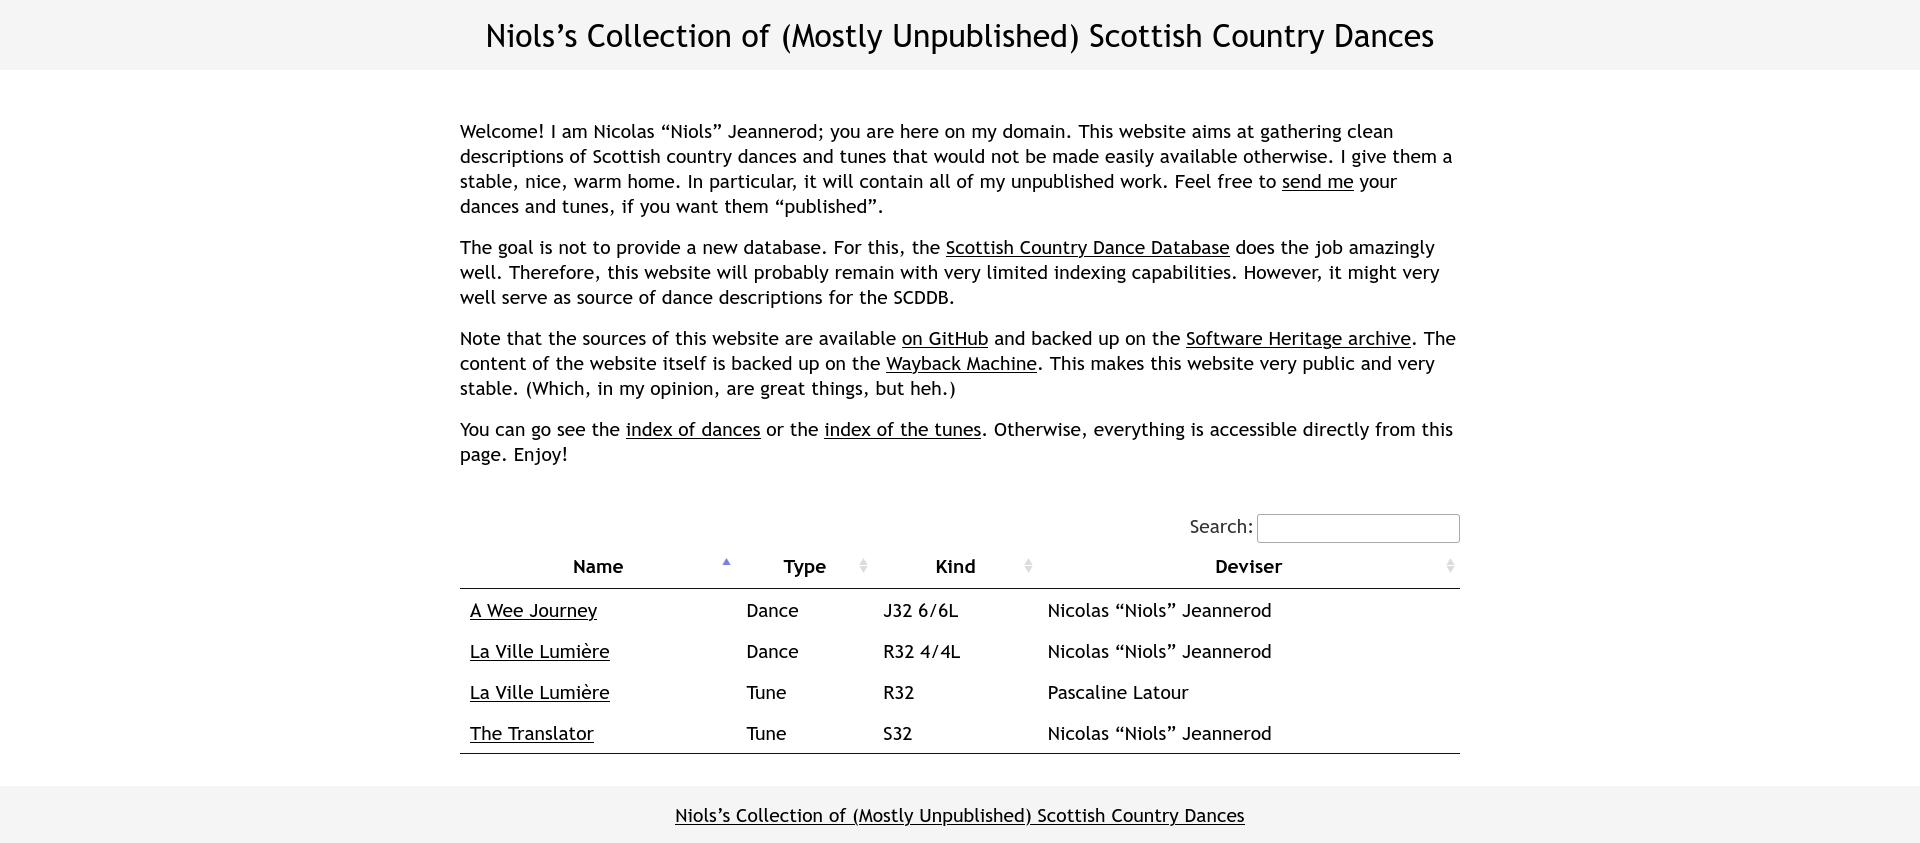 Niols’s Collection of (Mostly Unpublished) Scottish Country Dances
Welcome! I am Nicolas “Niols” Jeannerod; you are here on my domain. This website aims at gathering clean
descriptions of Scottish country dances and tunes that would not be made easily available otherwise. I give them a
stable, nice, warm home. In particular, it will contain all of my unpublished work. Feel free to send me your
dances and tunes, if you want them “published”.
The goal is not to provide a new database. For this, the Scottish Country Dance Database does the job amazingly
well. Therefore, this website will probably remain with very limited indexing capabilities. However, it might very
well serve as source of dance descriptions for the SCDDB.
Note that the sources of this website are available on GitHub and backed up on the Software Heritage archive. The
content of the website itself is backed up on the Wayback Machine. This makes this website very public and very
stable. (Which, in my opinion, are great things, but heh.)
You can go see the index of dances or the index of the tunes. Otherwise, everything is accessible directly from this
page. Enjoy!
Search:
Name Type Kind Deviser
A Wee Journey Dance J32 6/6L Nicolas “Niols” Jeannerod
La Ville Lumière Dance R32 4/4L Nicolas “Niols” Jeannerod
La Ville Lumière Tune R32 Pascaline Latour
The Translator Tune S32 Nicolas “Niols” Jeannerod
Niols’s Collection of (Mostly Unpublished) Scottish Country Dances